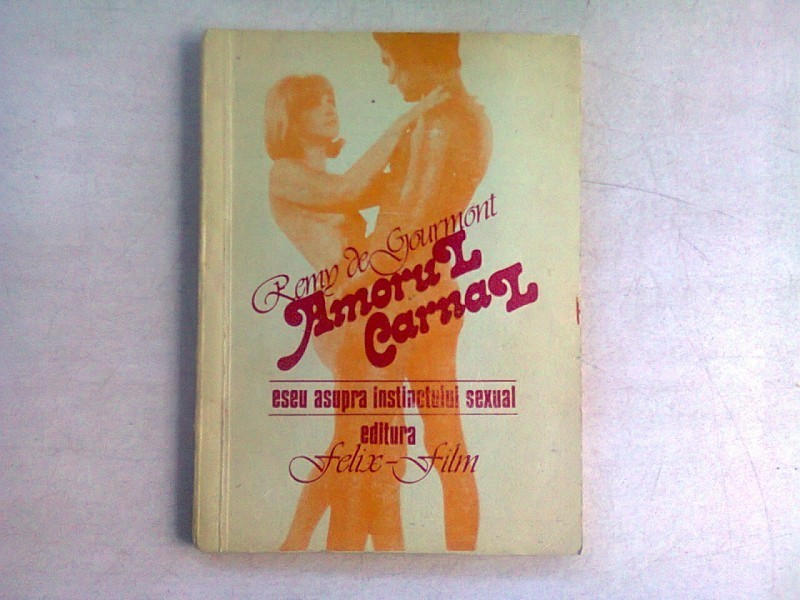 Remy de Gourmont
Amorul
Carnal
eseu asupra instinctului sexual
editura
Felix-Film